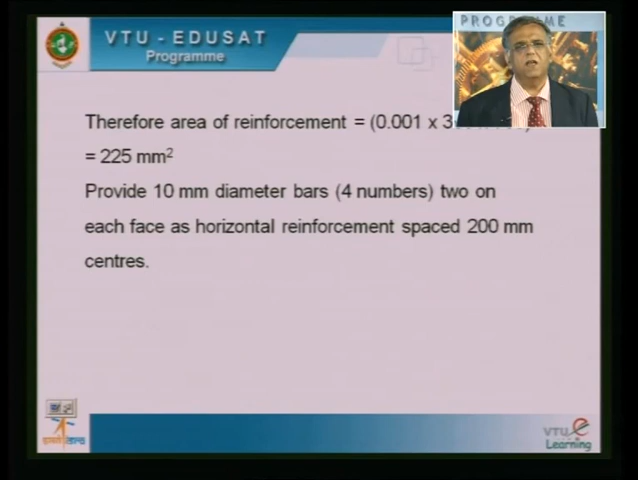 VTU - EDUSAT
Programme
PROGRAMME
Therefore area of reinforcement = (0.001 x 3
= 225 mm²
Provide 10 mm diameter bars (4 numbers) two on
each face as horizontal reinforcement spaced 200 mm
centres.
VTU e
Learning